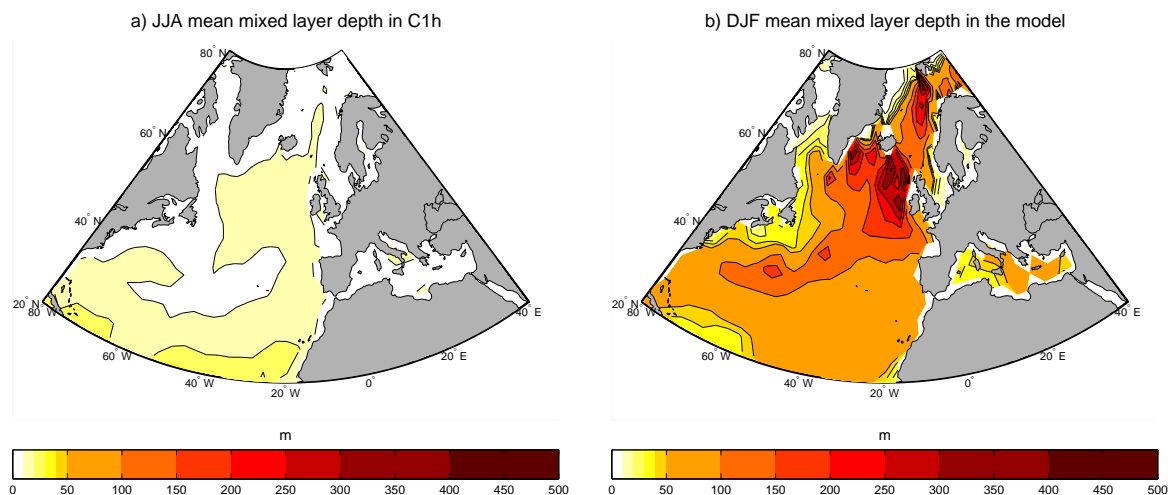 a) JJA mean mixed layer depth in C1h
80° N
60° N
40° N
20° N
80° W
60° W
40° W
20° W
0°
20° E
40° E
m
0 50 100 150 200 250 300 350 400 450 500
b) DJF mean mixed layer depth in the model
80° N
60° N
40° N
20° N
80° W
60° W
40° W
20° W
0°
20° E
40° E
m
0 50 100 150 200 250 300 350 400 450 500